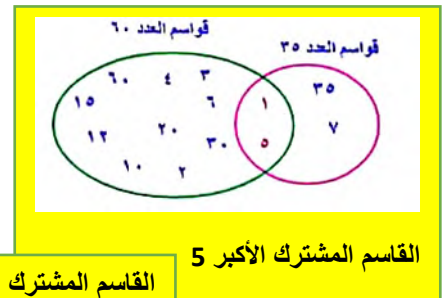 قواسم العدد ٦٠
قواسم العدد ٣٥
٦٠ ٤ ٣
١٥ ٦ ١ ٣٥
١٢ ٢٠ ٣٠ ٥ ٧
١٠ ٢
القاسم المشترك الأكبر 5
القاسم المشترك